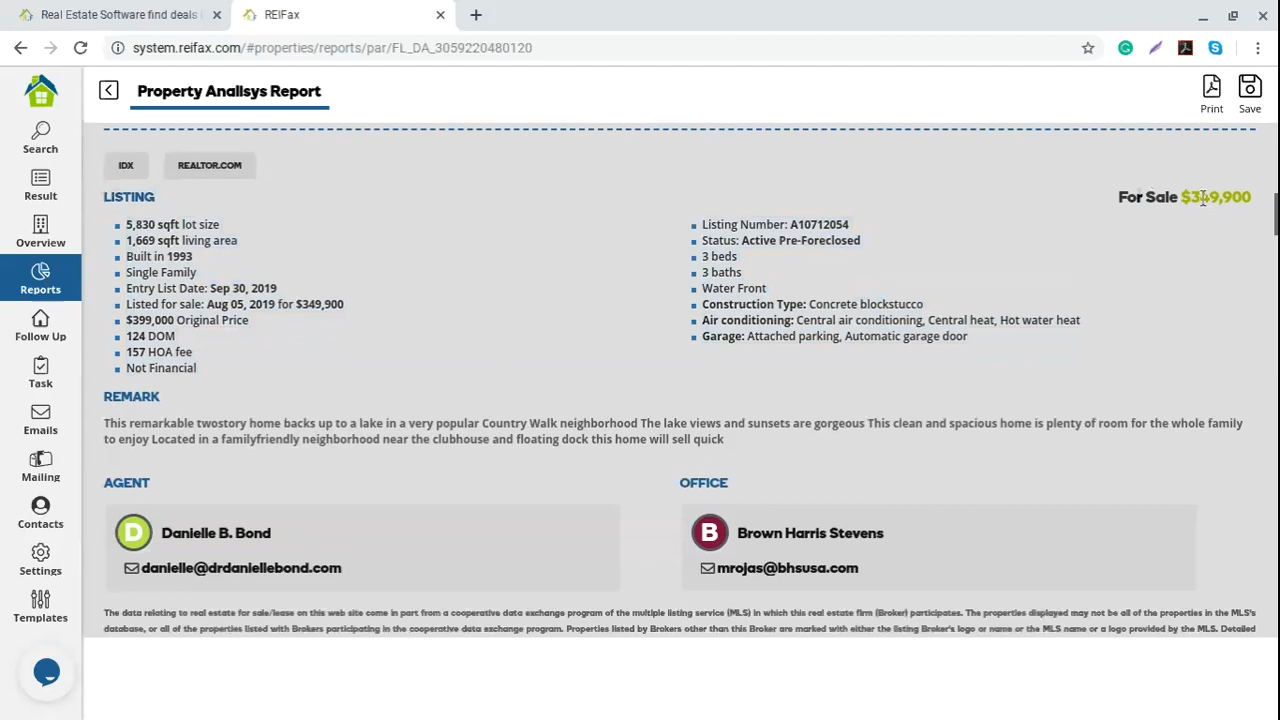 Real Estate Software find deals
REIFax
system.reifax.com/#properties/reports/par/FL_DA_3059220480120
Property Anallsys Report
Print
Save
Search
Result
Overview
Reports
Follow Up
Task
Emails
Mailing
Contacts
Settings
Templates
IDX
REALTOR.COM
LISTING
For Sale $349,900
5,830 sqft lot size
1,669 sqft living area
Built in 1993
Single Family
Entry List Date: Sep 30, 2019
Listed for sale: Aug 05, 2019 for $349,900
$399,000 Original Price
124 DOM
157 HOA fee
Not Financial
Listing Number: A10712054
Status: Active Pre-Foreclosed
3 beds
3 baths
Water Front
Construction Type: Concrete blockstucco
Air conditioning: Central air conditioning, Central heat, Hot water heat
Garage: Attached parking, Automatic garage door
REMARK
This remarkable twostory home backs up to a lake in a very popular Country Walk neighborhood The lake views and sunsets are gorgeous This clean and spacious home is plenty of room for the whole family
to enjoy Located in a familyfriendly neighborhood near the clubhouse and floating dock this home will sell quick
AGENT
D
Danielle B. Bond
danielle@drdaniellebond.com
OFFICE
B
Brown Harris Stevens
mrojas@bhsusa.com
The data relating to real estate for sale/lease on this web site come in part from a cooperative data exchange program of the multiple listing service (MLS) in which this real estate firm (Broker) participates. The properties displayed may not be all of the properties in the MLS's
database, or all of the properties listed with Brokers participating in the cooperative data exchange program. Properties listed by Brokers other than this Broker are marked with either the listing Broker's logo or name or the MLS name or a logo provided by the MLS. Detailed